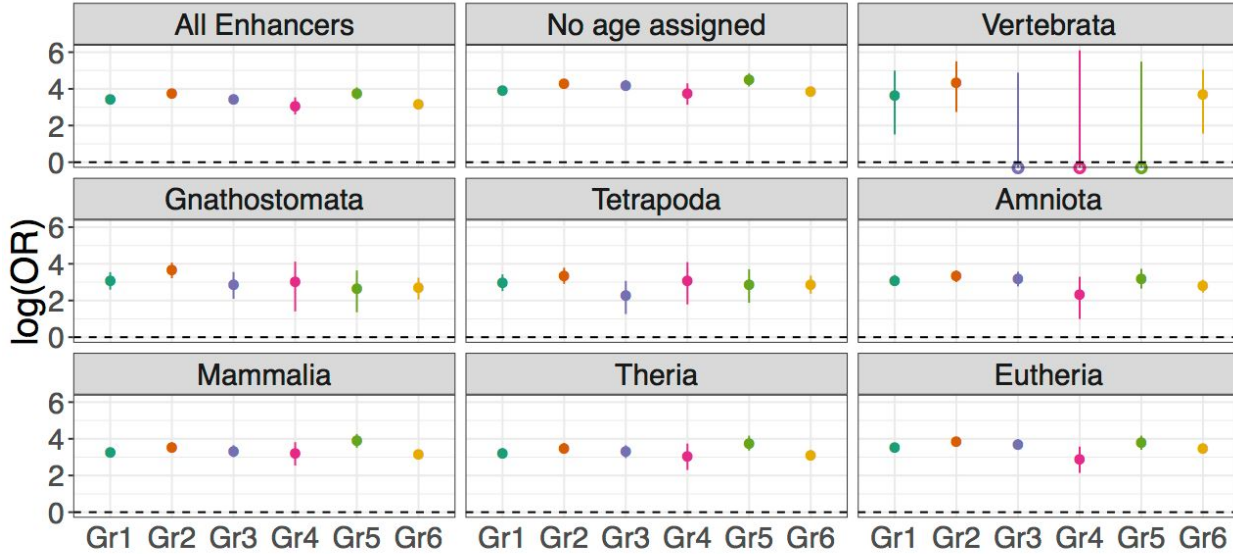 All Enhancers No age assigned Vertebrata
6
4
2
0
Gnathostomata Tetrapoda Amniota
log(OR)
6
4
2
0
Mammalia Theria Eutheria
6
4
2
0
Gr1 Gr2 Gr3 Gr4 Gr5 Gr6 Gr1 Gr2 Gr3 Gr4 Gr5 Gr6 Gr1 Gr2 Gr3 Gr4 Gr5 Gr6